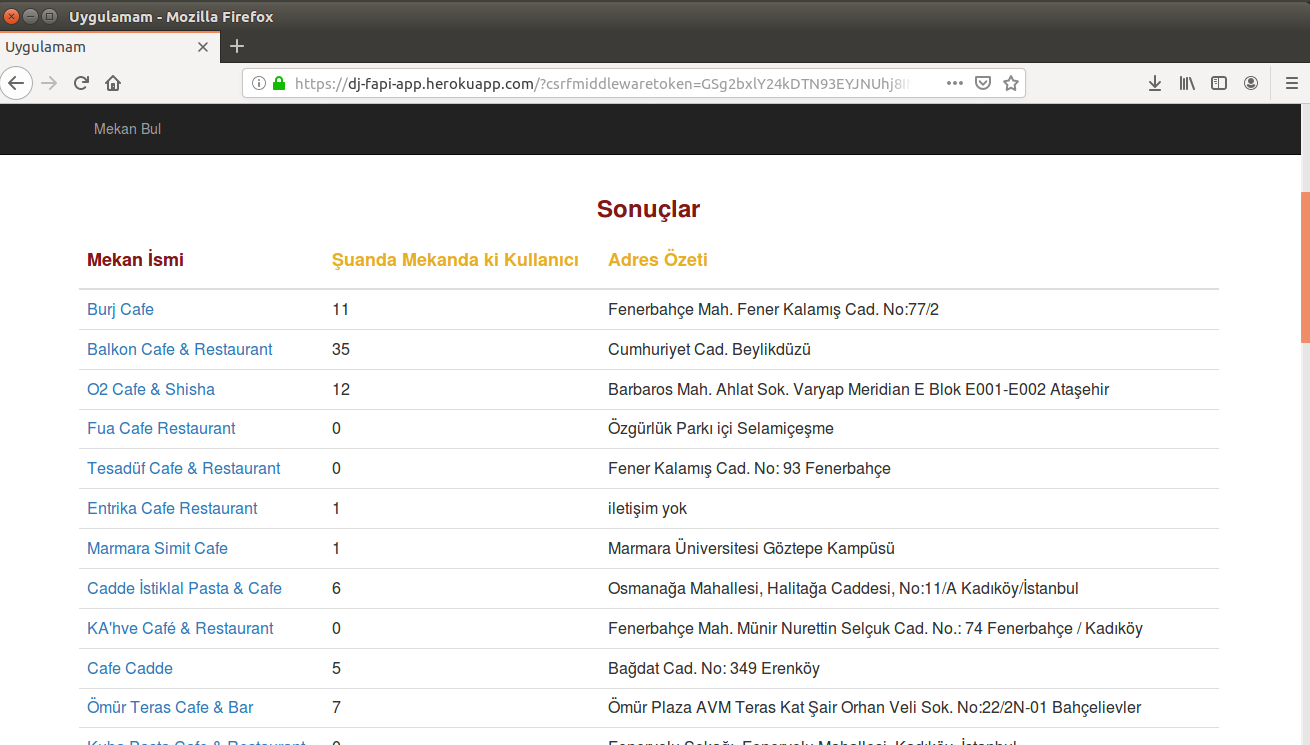 Uygulamam - Mozilla Firefox
Uygulamam
https://dj-fapi-app.herokuapp.com/?csrfmiddlewaretoken=GSg2bxlY24kDTN93EYJNUhj8
Mekan Bul
Sonuçlar
Mekan İsmi Şuanda Mekanda ki Kullanıcı Adres Özeti
Burj Cafe 11 Fenerbahçe Mah. Fener Kalamış Cad. No:77/2
Balkon Cafe & Restaurant 35 Cumhuriyet Cad. Beylikdüzü
O2 Cafe & Shisha 12 Barbaros Mah. Ahlat Sok. Varyap Meridian E Blok E001-E002 Ataşehir
Fua Cafe Restaurant 0 Özgürlük Parkı içi Selamiçeşme
Tesadüf Cafe & Restaurant 0 Fener Kalamış Cad. No: 93 Fenerbahçe
Entrika Cafe Restaurant 1 iletişim yok
Marmara Simit Cafe 1 Marmara Üniversitesi Göztepe Kampüsü
Cadde İstiklal Pasta & Cafe 6 Osmanağa Mahallesi, Halitağa Caddesi, No:11/A Kadıköy/İstanbul
KA'hve Café & Restaurant 0 Fenerbahçe Mah. Münir Nurettin Selçuk Cad. No.: 74 Fenerbahçe / Kadıköy
Cafe Cadde 5 Bağdat Cad. No: 349 Erenköy
Ömür Teras Cafe & Bar 7 Ömür Plaza AVM Teras Kat Şair Orhan Veli Sok. No:22/2N-01 Bahçelievler